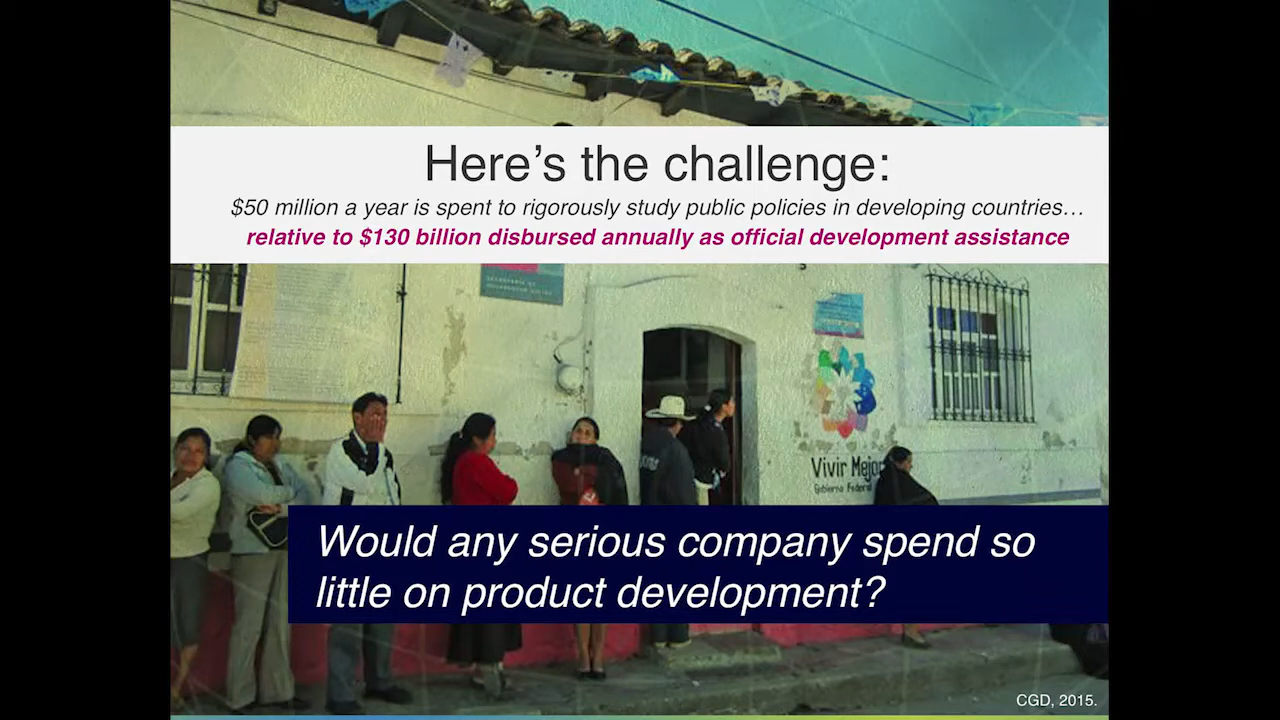 Here's the challenge:
$50 million a year is spent to rigorously study public policies in developing countries…
relative to $130 billion disbursed annually as official development assistance
Vivir Mejor
Gobierno Federal
Would any serious company spend so
little on product development?
CGD, 2015.